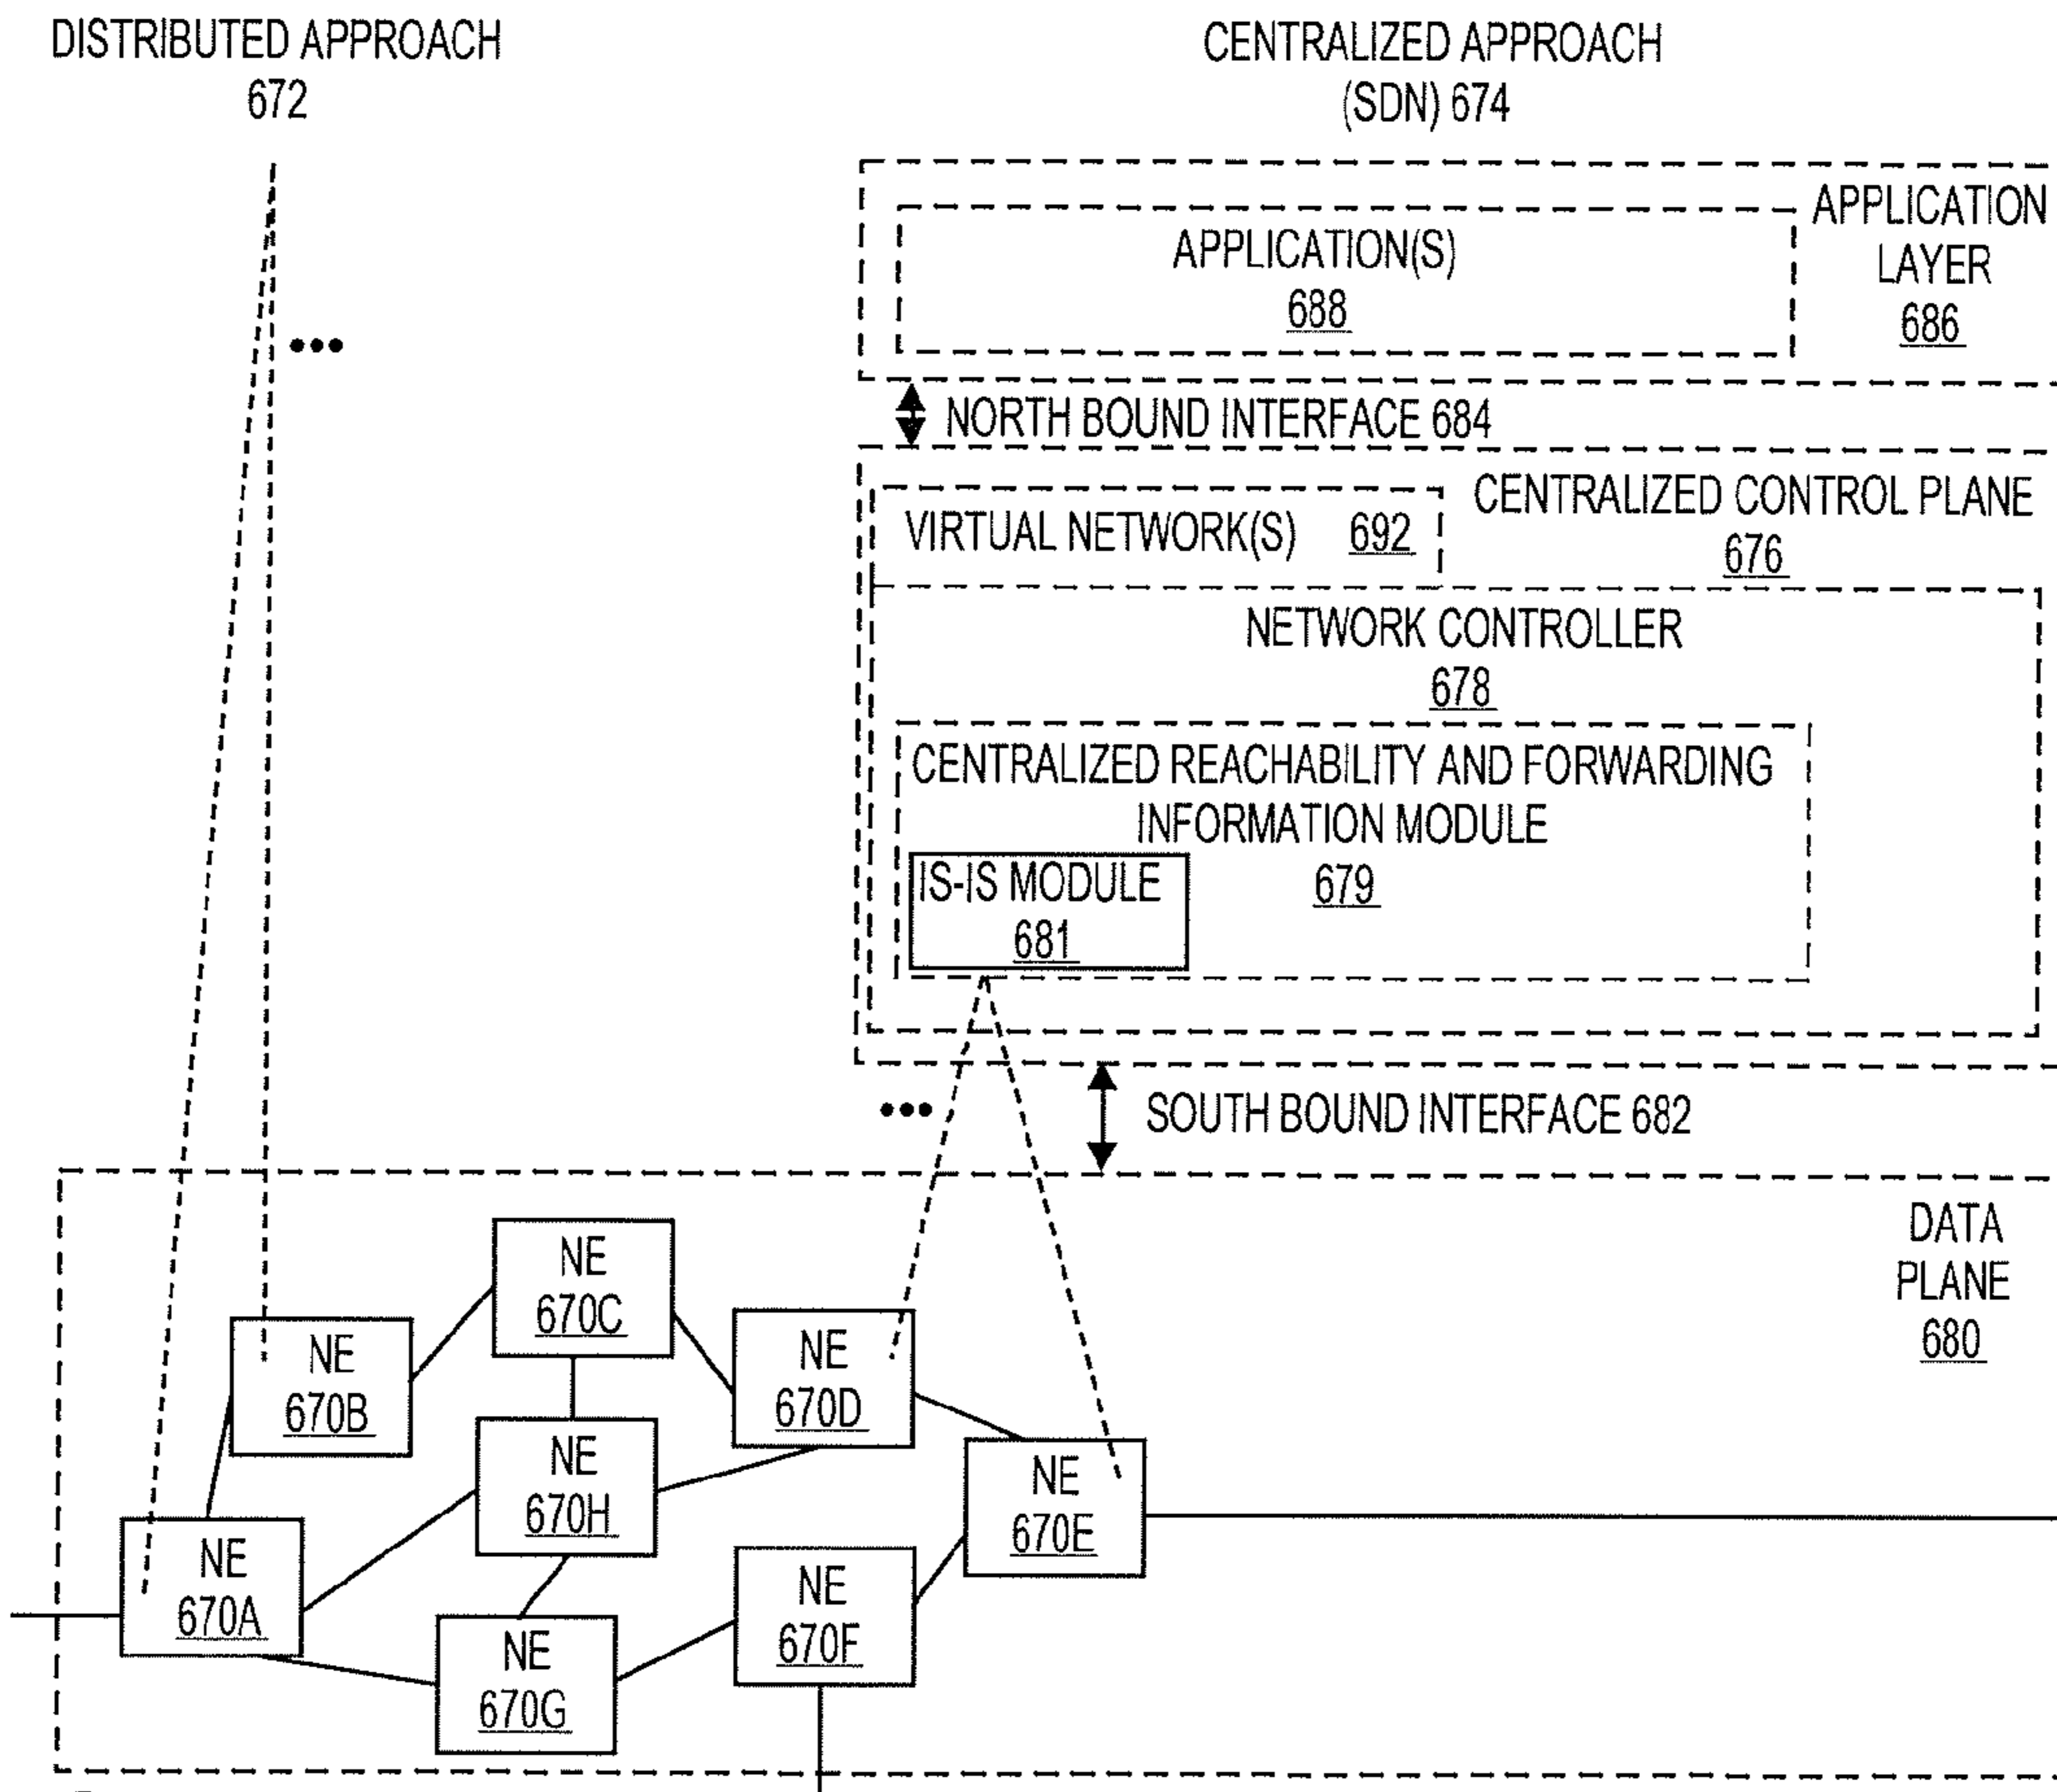 DISTRIBUTED APPROACH
672
CENTRALIZED APPROACH
(SDN) 674
APPLICATION(S)
688
APPLICATION
LAYER
686
NORTH BOUND INTERFACE 684
VIRTUAL NETWORK(S) 692
CENTRALIZED CONTROL PLANE
676
NETWORK CONTROLLER
678
CENTRALIZED REACHABILITY AND FORWARDING
INFORMATION MODULE
679
IS-IS MODULE
681
SOUTH BOUND INTERFACE 682
DATA
PLANE
680
NE
670C
NE
670B
NE
670D
NE
670H
NE
670E
NE
670A
NE
670F
NE
670G